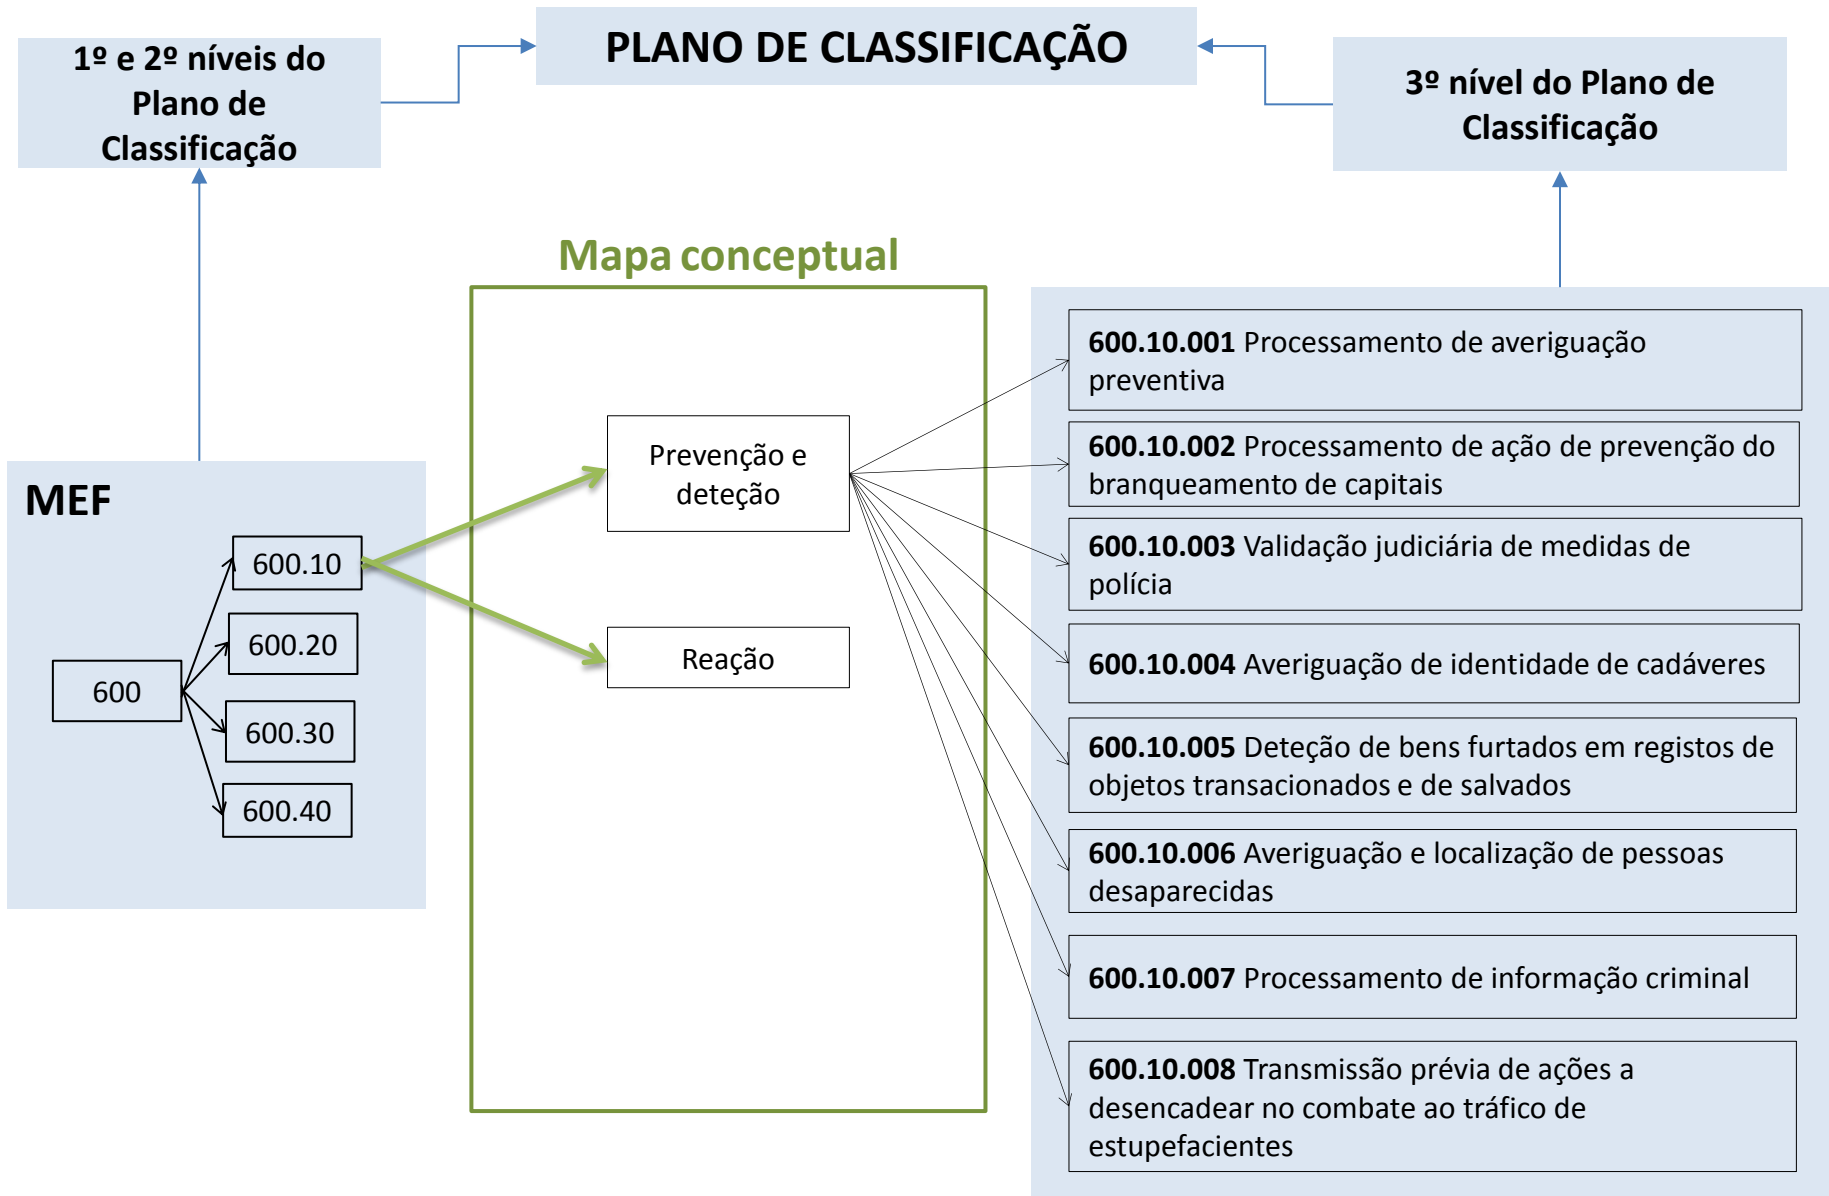 1º e 2º níveis do
Plano de
Classificação
PLANO DE CLASSIFICAÇÃO
3º nível do Plano de
Classificação
Mapa conceptual
MEF
600
600.10
600.20
600.30
600.40
Prevenção e
deteção
Reação
600.10.001 Processamento de averiguação
preventiva
600.10.002 Processamento de ação de prevenção do
branqueamento de capitais
600.10.003 Validação judiciária de medidas de
polícia
600.10.004 Averiguação de identidade de cadáveres
600.10.005 Deteção de bens furtados em registos de
objetos transacionados e de salvados
600.10.006 Averiguação e localização de pessoas
desaparecidas
600.10.007 Processamento de informação criminal
600.10.008 Transmissão prévia de ações a
desencadear no combate ao tráfico de
estupefacientes